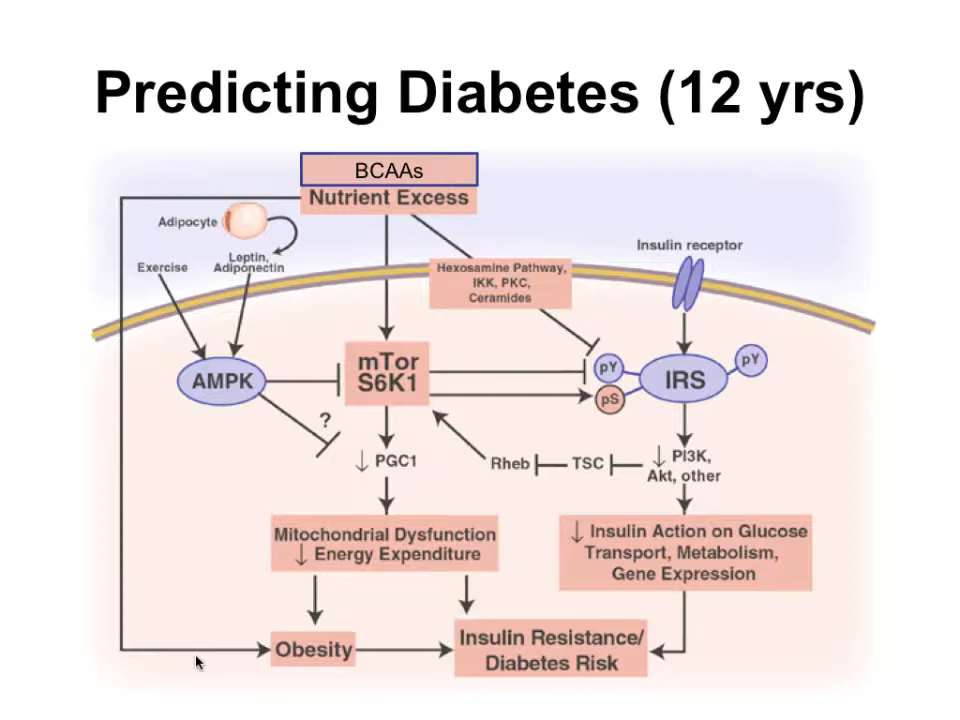 Predicting Diabetes (12 yrs)
BCAAs
Nutrient Excess
Adipocyte
Leptin,
Adiponectin
Exercise
Hexosamine Pathway,
IKK, PKC,
Ceramides
Insulin receptor
AMPK
mTor
S6K1
pY
pS
IRS
pY
?
↓ PGC1
Rheb
TSC
↓ PI3K,
Akt, other
Mitochondrial Dysfunction
↓ Energy Expenditure
↓ Insulin Action on Glucose
Transport, Metabolism,
Gene Expression
Obesity
Insulin Resistance/
Diabetes Risk